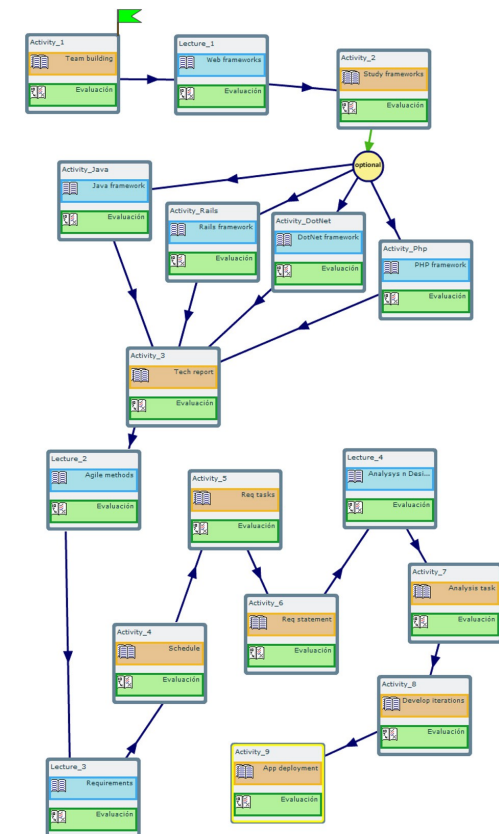 Activity_1
Team building
Evaluación
Lecture_1
Web frameworks
Evaluación
Activity_2
Study frameworks
Evaluación
optional
Activity_Java
Java framework
Evaluación
Activity_Rails
Rails framework
Evaluación
Activity_DotNet
DotNet framework
Evaluación
Activity_Php
PHP framework
Evaluación
Activity_3
Tech report
Evaluación
Lecture_2
Agile methods
Evaluación
Activity_5
Req tasks
Evaluación
Lecture_4
Analysys n Desi...
Evaluación
Activity_7
Analysis task
Evaluación
Activity_6
Req statement
Evaluación
Activity_4
Schedule
Evaluación
Activity_8
Develop iterations
Evaluación
Activity_9
App deployment
Evaluación
Lecture_3
Requirements
Evaluación